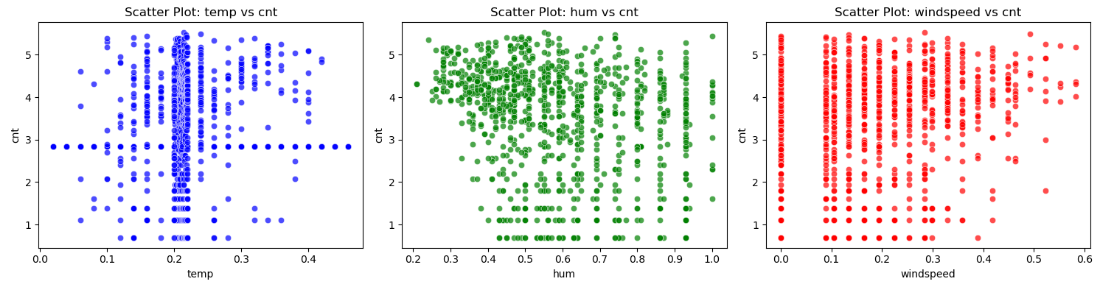 Scatter Plot: temp vs cnt
cnt
5
4
3
2
1
0.0 0.1 0.2 0.3 0.4
temp
Scatter Plot: hum vs cnt
cnt
5
4
3
2
1
0.2 0.3 0.4 0.5 0.6 0.7 0.8 0.9 1.0
hum
Scatter Plot: windspeed vs cnt
cnt
5
4
3
2
1
0.0 0.1 0.2 0.3 0.4 0.5 0.6
windspeed